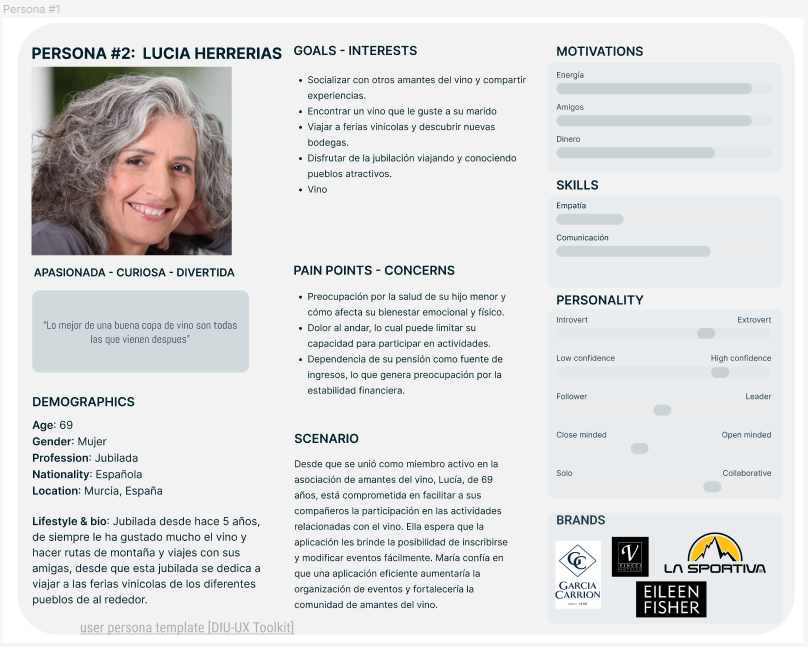 Persona #1
PERSONA #2: LUCIA HERRERIAS
APASIONADA - CURIOSA - DIVERTIDA
"Lo mejor de una buena copa de vino son todas
las que vienen despues"
DEMOGRAPHICS
Age: 69
Gender: Mujer
Profession: Jubilada
Nationality: Española
Location: Murcia, España
Lifestyle & bio: Jubilada desde hace 5 años,
de siempre le ha gustado mucho el vino y
hacer rutas de montaña y viajes con sus
amigas, desde que esta jubilada se dedica a
viajar a las ferias vinicolas de los diferentes
pueblos de al rededor.
user persona template [DIU-UX Toolkit]
GOALS - INTERESTS
• Socializar con otros amantes del vino y compartir
experiencias.
• Encontrar un vino que le guste a su marido
• Viajar a ferias vinícolas y descubrir nuevas
bodegas.
• Disfrutar de la jubilación viajando y conociendo
pueblos atractivos.
• Vino
PAIN POINTS - CONCERNS
• Preocupación por la salud de su hijo menor y
cómo afecta su bienestar emocional y físico.
• Dolor al andar, lo cual puede limitar su
capacidad para participar en actividades.
• Dependencia de su pensión como fuente de
ingresos, lo que genera preocupación por la
estabilidad financiera.
SCENARIO
Desde que se unió como miembro activo en la
asociación de amantes del vino, Lucía, de 69
años, está comprometida en facilitar a sus
compañeros la participación en las actividades
relacionadas con el vino. Ella espera que la
aplicación les brinde la posibilidad de inscribirse
y modificar eventos fácilmente. María confía en
que una aplicación eficiente aumentaría la
organización de eventos y fortalecería la
comunidad de amantes del vino.
MOTIVATIONS
Energía
Amigos
Dinero
SKILLS
Empatía
Comunicación
PERSONALITY
Introvert Extrovert
Low confidence High confidence
Follower Leader
Close minded Open minded
Solo Collaborative
BRANDS
GC
GARCIA
CARRION
V
LA SPORTIVA
EILEEN
FISHER